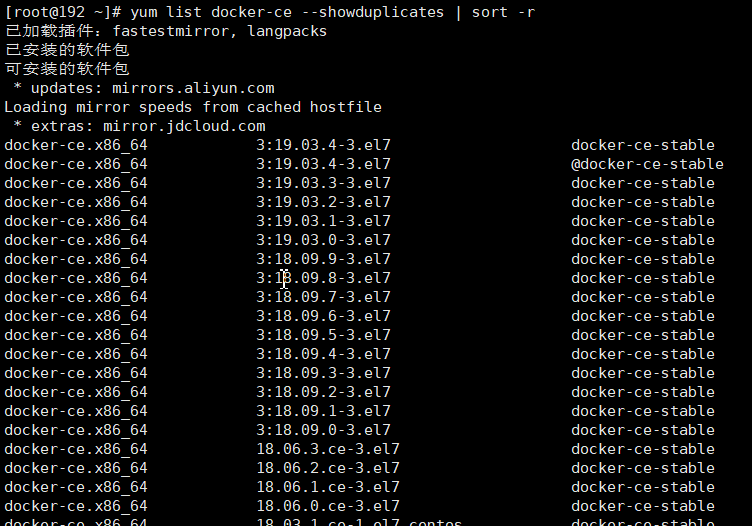 [root@192 ~]# yum list docker-ce --showduplicates | sort -r
已加载插件：fastestmirror, langpacks
已安装的软件包
可安装的软件包
 * updates: mirrors.aliyun.com
Loading mirror speeds from cached hostfile
 * extras: mirror.jdcloud.com
docker-ce.x86_64            3:19.03.4-3.el7                    docker-ce-stable
docker-ce.x86_64            3:19.03.4-3.el7                    @docker-ce-stable
docker-ce.x86_64            3:19.03.3-3.el7                    docker-ce-stable
docker-ce.x86_64            3:19.03.2-3.el7                    docker-ce-stable
docker-ce.x86_64            3:19.03.1-3.el7                    docker-ce-stable
docker-ce.x86_64            3:19.03.0-3.el7                    docker-ce-stable
docker-ce.x86_64            3:18.09.9-3.el7                    docker-ce-stable
docker-ce.x86_64            3:18.09.8-3.el7                    docker-ce-stable
docker-ce.x86_64            3:18.09.7-3.el7                    docker-ce-stable
docker-ce.x86_64            3:18.09.6-3.el7                    docker-ce-stable
docker-ce.x86_64            3:18.09.5-3.el7                    docker-ce-stable
docker-ce.x86_64            3:18.09.4-3.el7                    docker-ce-stable
docker-ce.x86_64            3:18.09.3-3.el7                    docker-ce-stable
docker-ce.x86_64            3:18.09.2-3.el7                    docker-ce-stable
docker-ce.x86_64            3:18.09.1-3.el7                    docker-ce-stable
docker-ce.x86_64            3:18.09.0-3.el7                    docker-ce-stable
docker-ce.x86_64            18.06.3.ce-3.el7                   docker-ce-stable
docker-ce.x86_64            18.06.2.ce-3.el7                   docker-ce-stable
docker-ce.x86_64            18.06.1.ce-3.el7                   docker-ce-stable
docker-ce.x86_64            18.06.0.ce-3.el7                   docker-ce-stable
docker-ce.x86_64            18.03.1.ce-1.el7.centos            docker-ce-stable